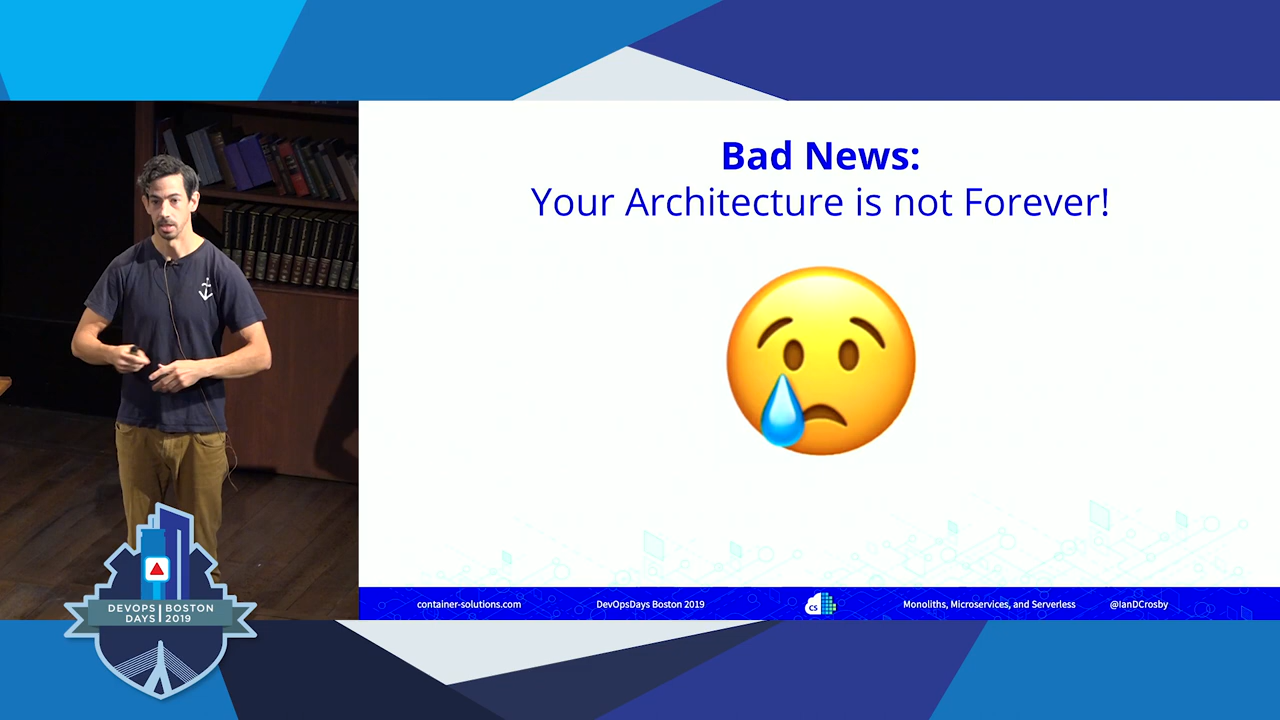 Bad News:
Your Architecture is not Forever!
container-solutions.com
DevOpsDays Boston 2019
CS
Monoliths, Microservices, and Serverless
@IanDCrosby
DEVOPS BOSTON
DAYS 2019